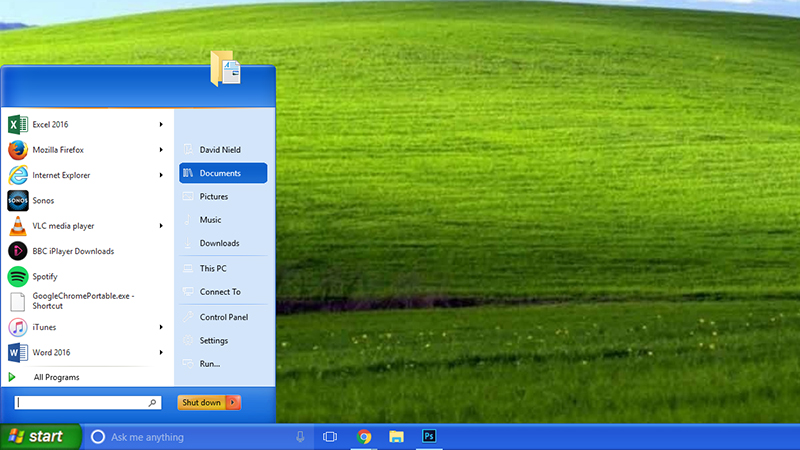 Excel 2016
Mozilla Firefox
Internet Explorer
SONOS
Sonos
VLC media player
BBC iPlayer Downloads
Spotify
GoogleChromePortable.exe -
Shortcut
iTunes
Word 2016
All Programs
David Nield
Documents
Pictures
Music
Downloads
This PC
Connect To
Control Panel
Settings
Run...
Shut down
start
Ask me anything
Ps